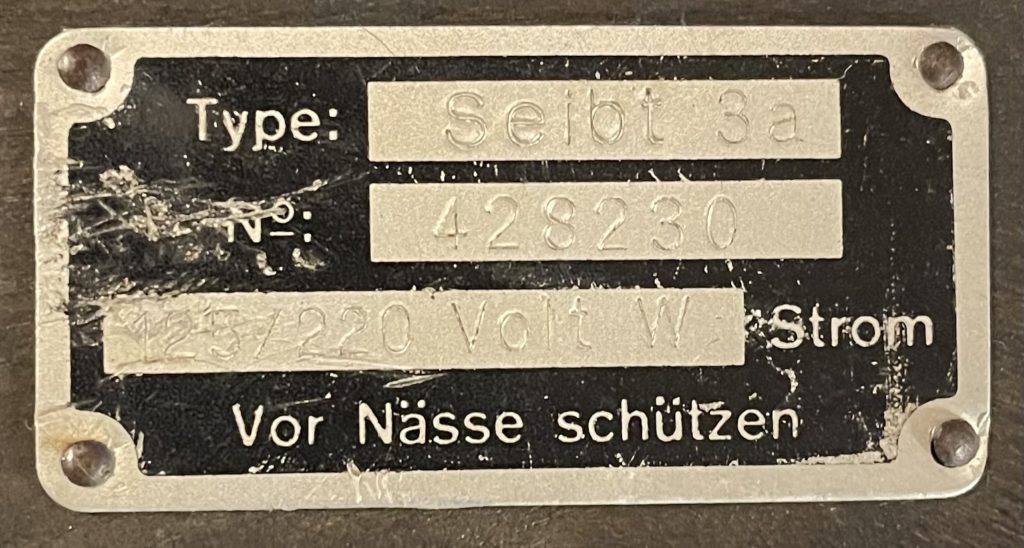 Type: Seibt 3a
Nº: 428230
125/220 Volt W. Strom
Vor Nässe schützen